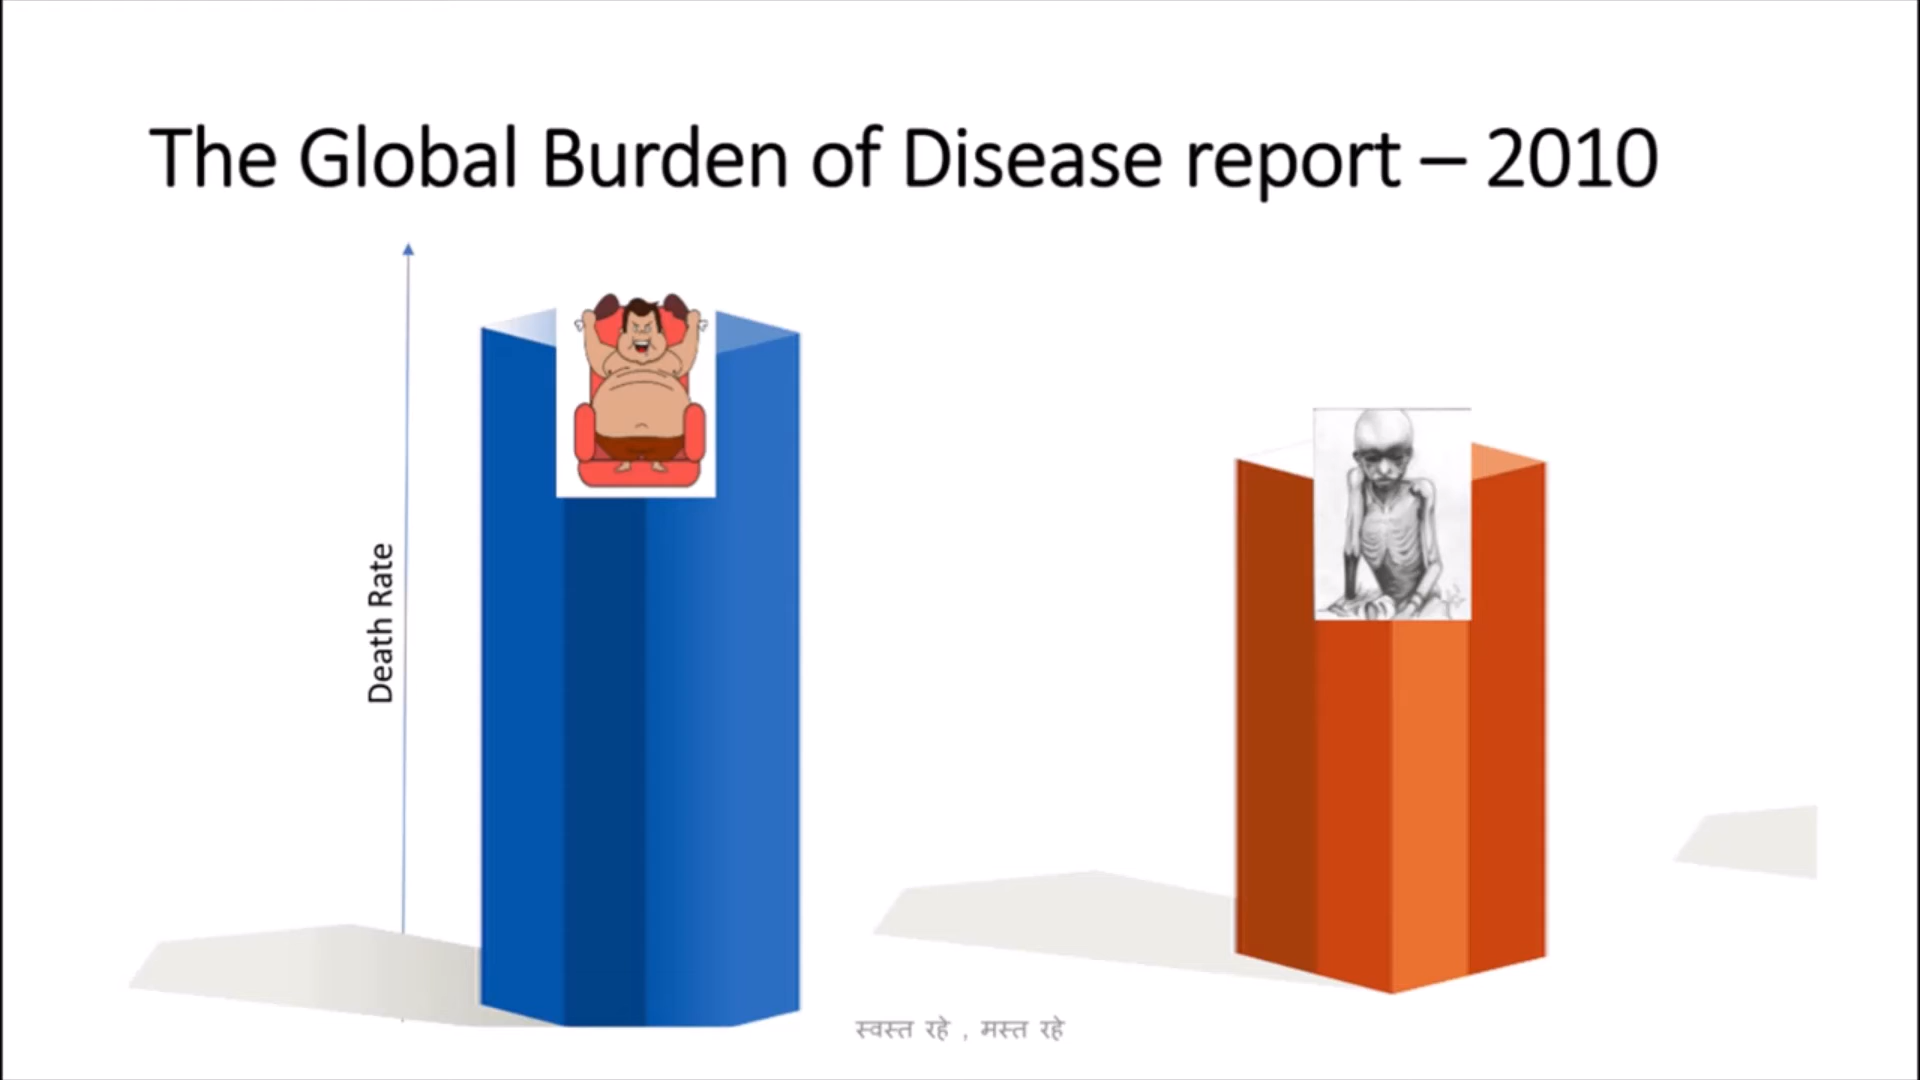 The Global Burden of Disease report – 2010
Death Rate
स्वस्त रहे , मस्त रहे